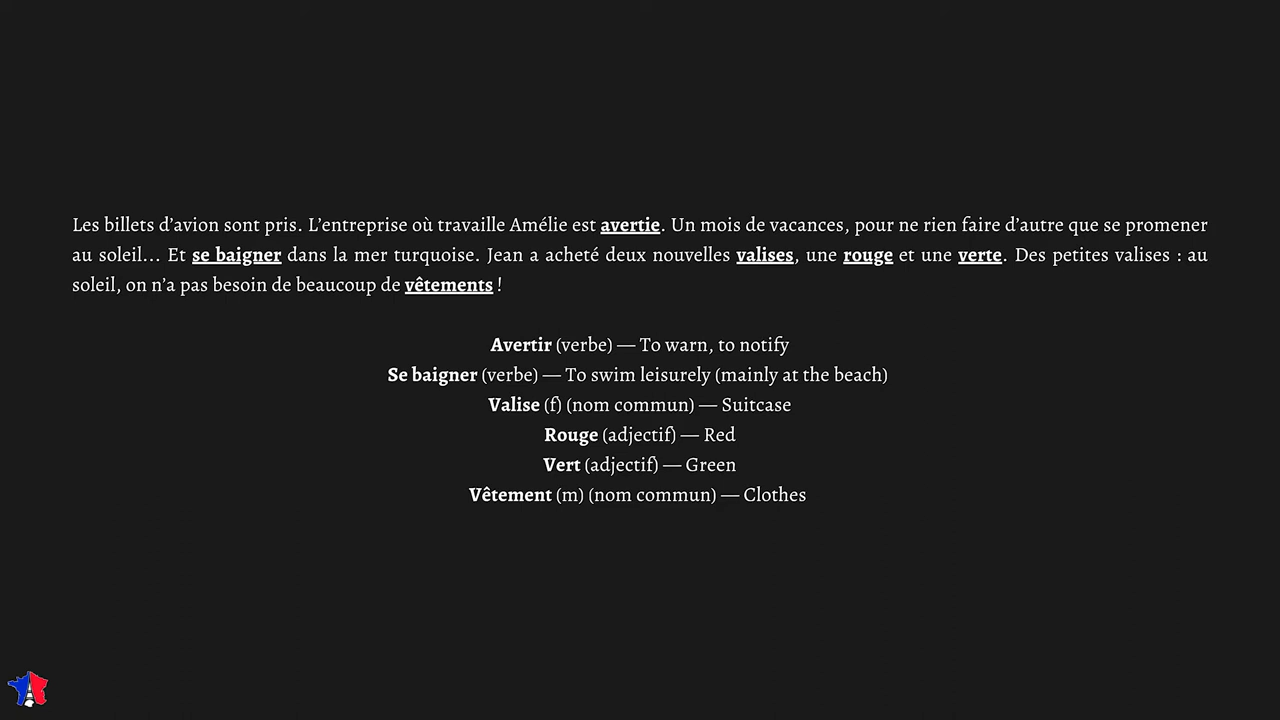 Les billets d’avion sont pris. L’entreprise où travaille Amélie est avertie. Un mois de vacances, pour ne rien faire d’autre que se promener
au soleil... Et se baigner dans la mer turquoise. Jean a acheté deux nouvelles valises, une rouge et une verte. Des petites valises : au
soleil, on n’a pas besoin de beaucoup de vêtements !
Avertir (verbe) — To warn, to notify
Se baigner (verbe) — To swim leisurely (mainly at the beach)
Valise (f) (nom commun) — Suitcase
Rouge (adjectif) — Red
Vert (adjectif) — Green
Vêtement (m) (nom commun) — Clothes